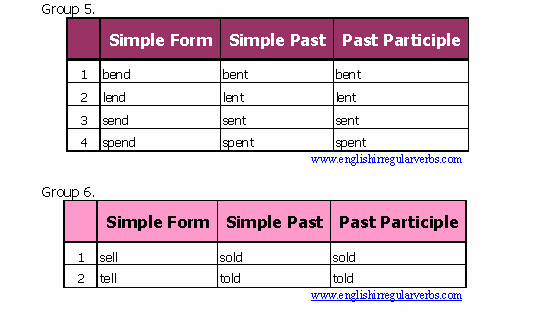 Group 5.
Simple Form Simple Past Past Participle
1 bend bent bent
2 lend lent lent
3 send sent sent
4 spend spent spent
www.englishirregularverbs.com
Group 6.
Simple Form Simple Past Past Participle
1 sell sold sold
2 tell told told
www.englishirregularverbs.com